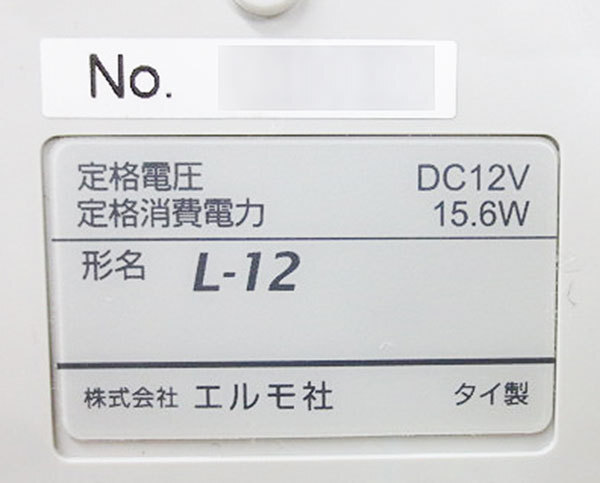 No.
定格電圧 DC12V
定格消費電力 15.6W
形名 L-12
株式会社 エルモ社 タイ製